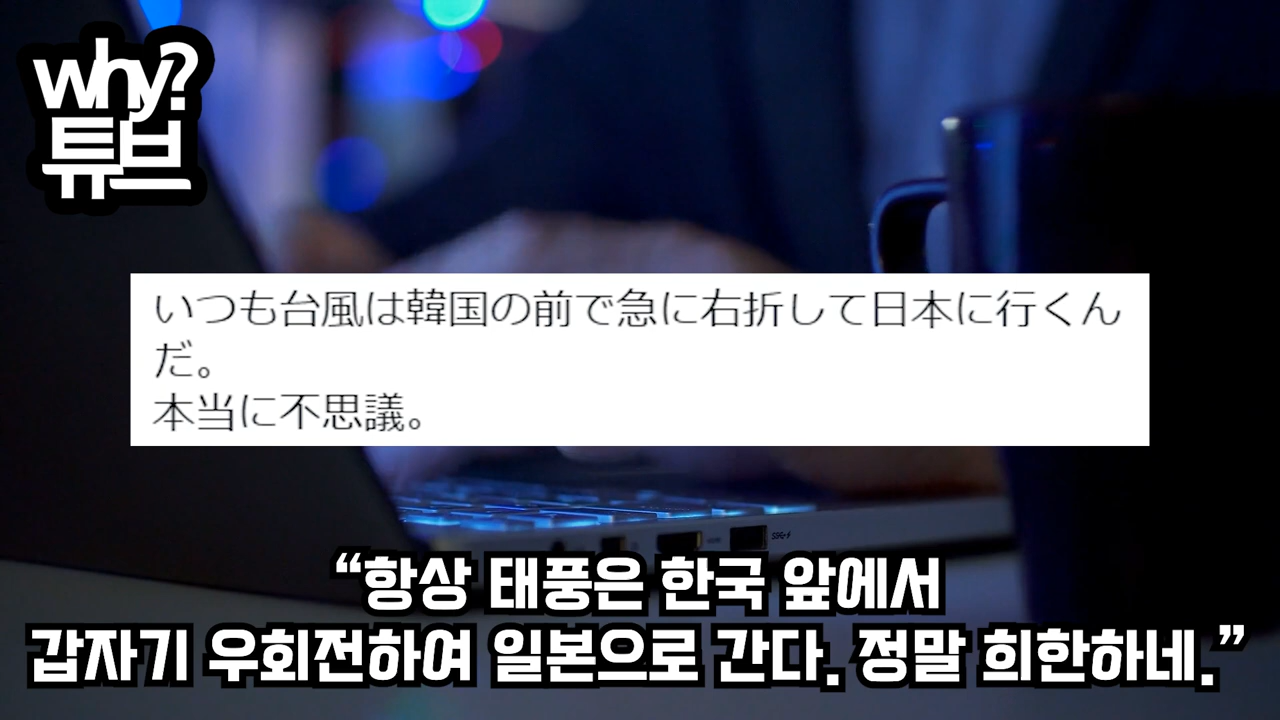 why?
튜브
いつも台風は韓国の前で急に右折して日本に行くん
だ。
本当に不思議。
“항상 태풍은 한국 앞에서
갑자기 우회전하여 일본으로 간다. 정말 희한하네.”